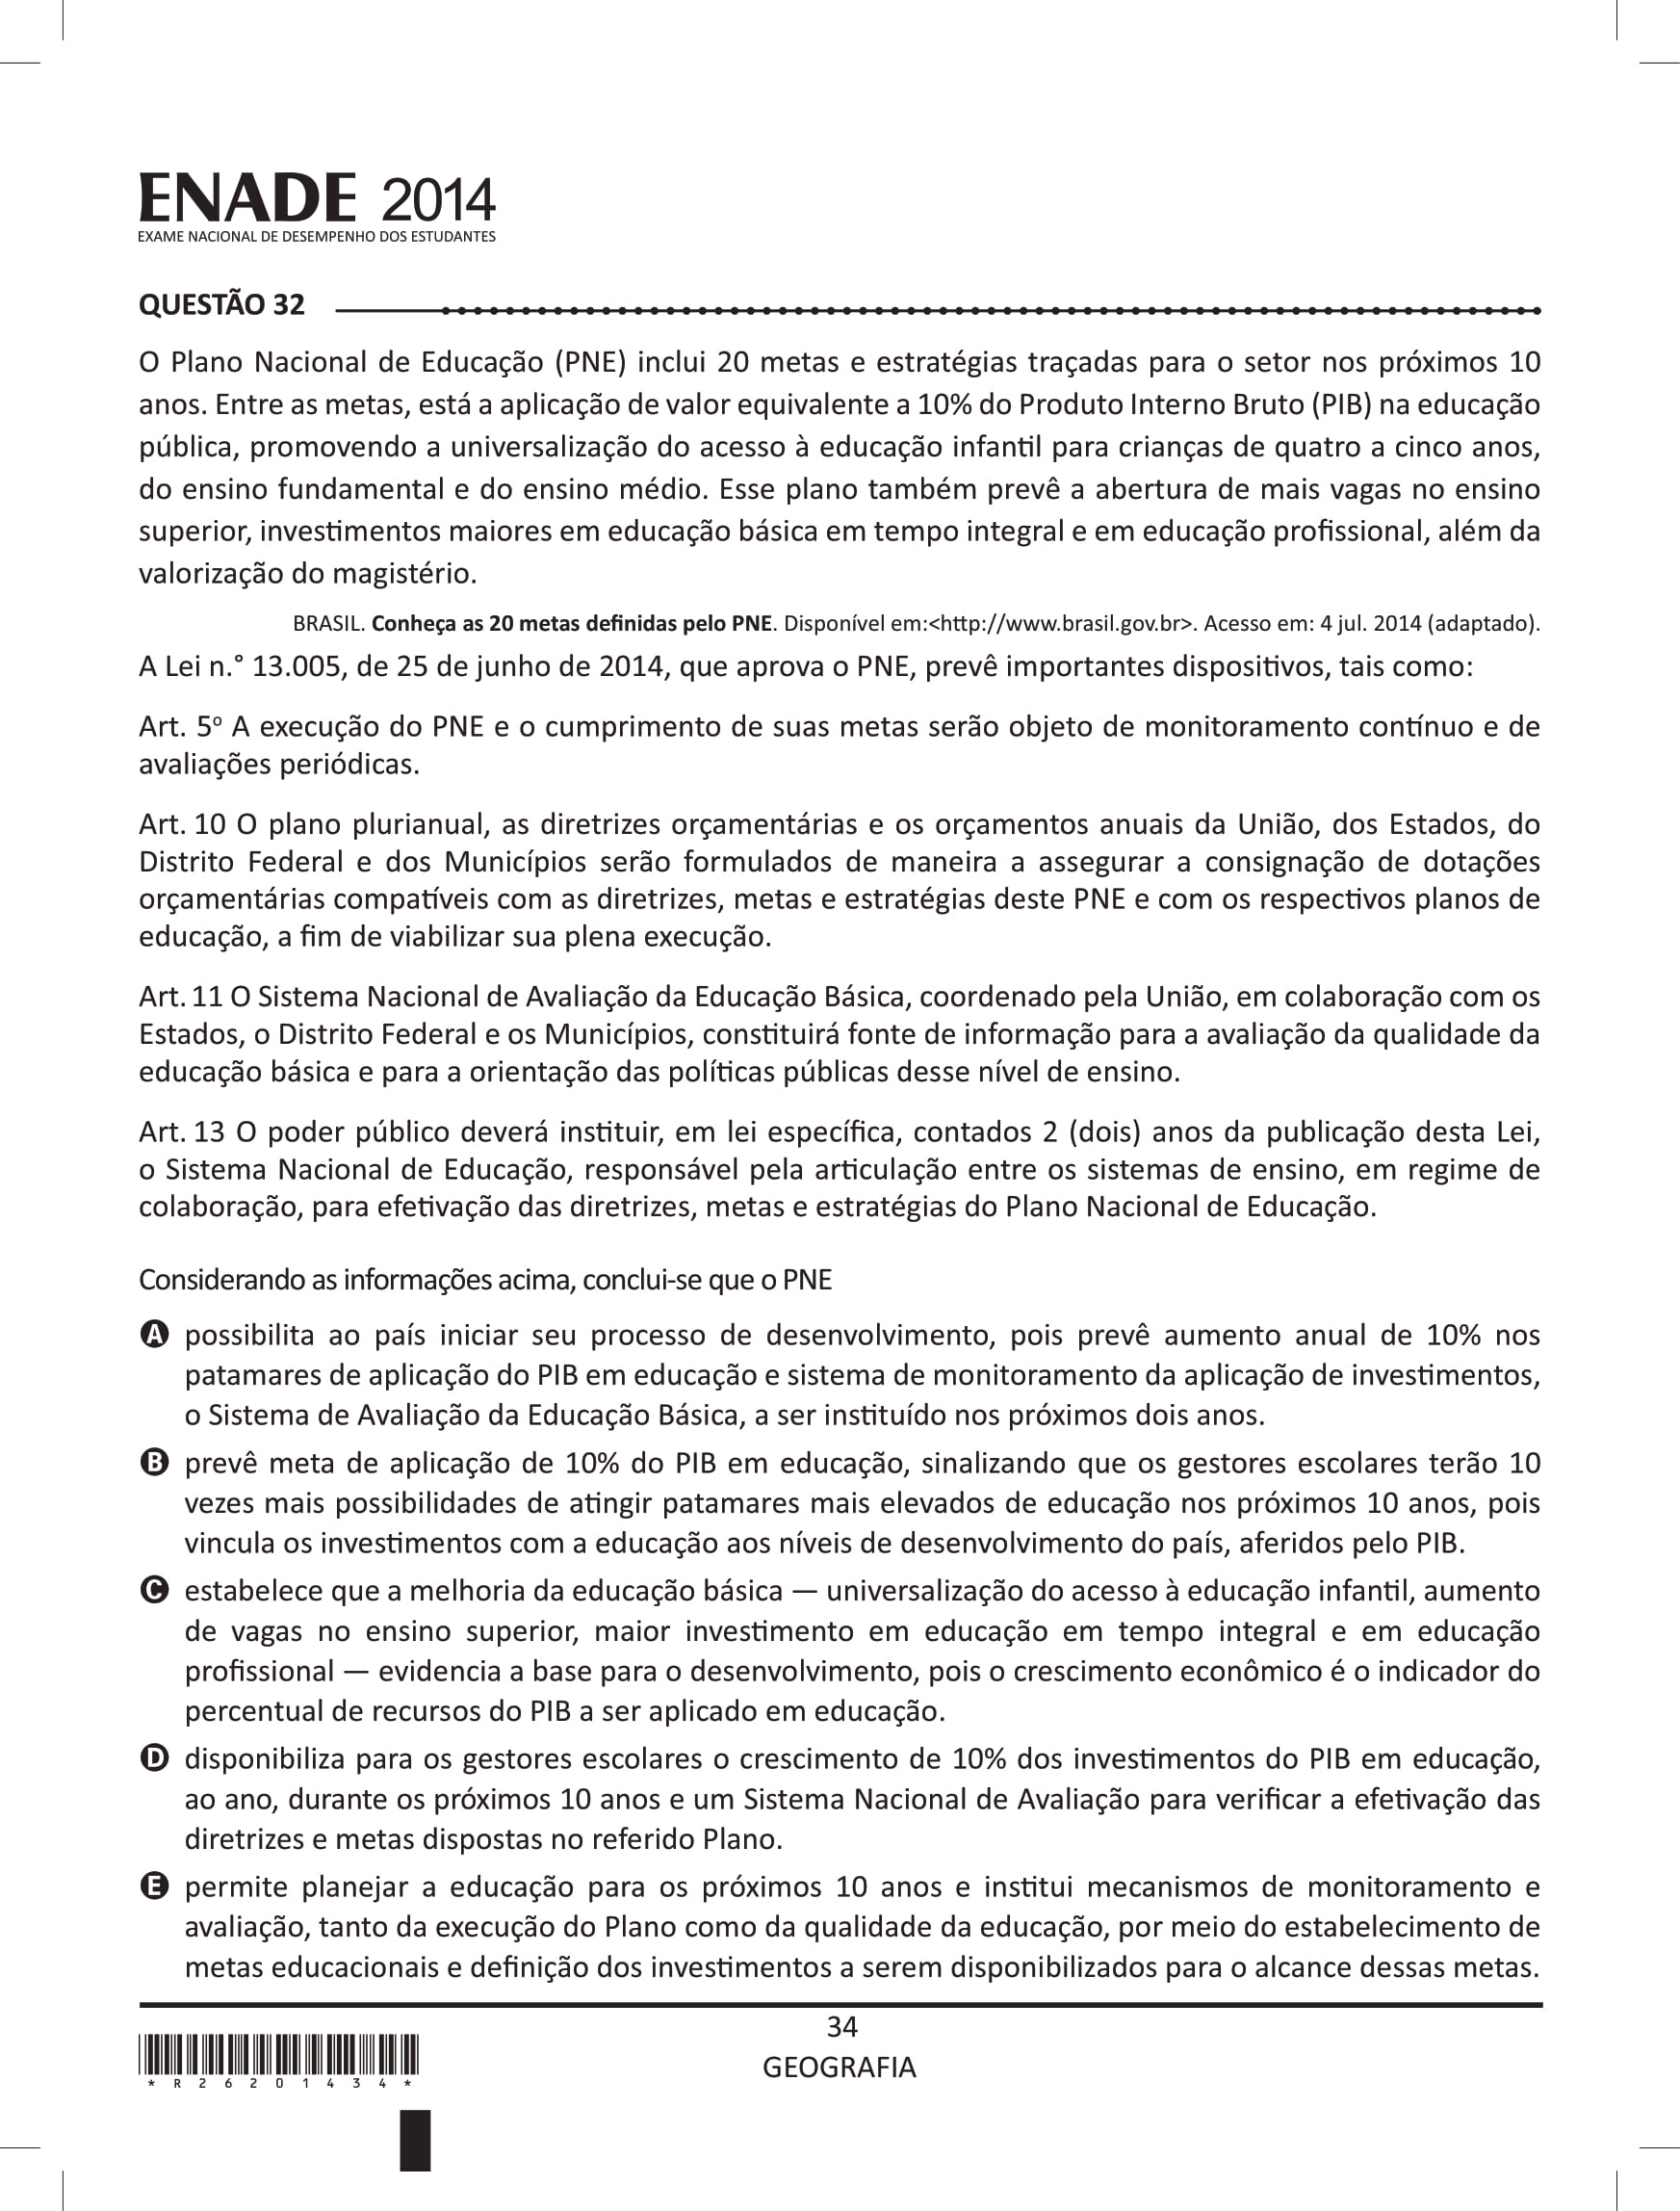 ENADE 2014
EXAME NACIONAL DE DESEMPENHO DOS ESTUDANTES
QUESTÃO 32
O Plano Nacional de Educação (PNE) inclui 20 metas e estratégias traçadas para o setor nos próximos 10
anos. Entre as metas, está a aplicação de valor equivalente a 10% do Produto Interno Bruto (PIB) na educação
pública, promovendo a universalização do acesso à educação infantil para crianças de quatro a cinco anos,
do ensino fundamental e do ensino médio. Esse plano também prevê a abertura de mais vagas no ensino
superior, investimentos maiores em educação básica em tempo integral e em educação profissional, além da
valorização do magistério.
BRASIL. Conheça as 20 metas definidas pelo PNE. Disponível em:<http://www.brasil.gov.br>. Acesso em: 4 jul. 2014 (adaptado).
A Lei n.° 13.005, de 25 de junho de 2014, que aprova o PNE, prevê importantes dispositivos, tais como:
Art. 5º A execução do PNE e o cumprimento de suas metas serão objeto de monitoramento contínuo e de
avaliações periódicas.
Art. 10 O plano plurianual, as diretrizes orçamentárias e os orçamentos anuais da União, dos Estados, do
Distrito Federal e dos Municípios serão formulados de maneira a assegurar a consignação de dotações
orçamentárias compatíveis com as diretrizes, metas e estratégias deste PNE e com os respectivos planos de
educação, a fim de viabilizar sua plena execução.
Art. 11 O Sistema Nacional de Avaliação da Educação Básica, coordenado pela União, em colaboração com os
Estados, o Distrito Federal e os Municípios, constituirá fonte de informação para a avaliação da qualidade da
educação básica e para a orientação das políticas públicas desse nível de ensino.
Art. 13 O poder público deverá instituir, em lei específica, contados 2 (dois) anos da publicação desta Lei,
o Sistema Nacional de Educação, responsável pela articulação entre os sistemas de ensino, em regime de
colaboração, para efetivação das diretrizes, metas e estratégias do Plano Nacional de Educação.
Considerando as informações acima, conclui-se que o PNE
A possibilita ao país iniciar seu processo de desenvolvimento, pois prevê aumento anual de 10% nos
patamares de aplicação do PIB em educação e sistema de monitoramento da aplicação de investimentos,
o Sistema de Avaliação da Educação Básica, a ser instituído nos próximos dois anos.
B prevê meta de aplicação de 10% do PIB em educação, sinalizando que os gestores escolares terão 10
vezes mais possibilidades de atingir patamares mais elevados de educação nos próximos 10 anos, pois
vincula os investimentos com a educação aos níveis de desenvolvimento do país, aferidos pelo PIB.
C estabelece que a melhoria da educação básica — universalização do acesso à educação infantil, aumento
de vagas no ensino superior, maior investimento em educação em tempo integral e em educação
profissional — evidencia a base para o desenvolvimento, pois o crescimento econômico é o indicador do
percentual de recursos do PIB a ser aplicado em educação.
D disponibiliza para os gestores escolares o crescimento de 10% dos investimentos do PIB em educação,
ao ano, durante os próximos 10 anos e um Sistema Nacional de Avaliação para verificar a efetivação das
diretrizes e metas dispostas no referido Plano.
E permite planejar a educação para os próximos 10 anos e institui mecanismos de monitoramento e
avaliação, tanto da execução do Plano como da qualidade da educação, por meio do estabelecimento de
metas educacionais e definição dos investimentos a serem disponibilizados para o alcance dessas metas.
34
GEOGRAFIA
* R 2 6 2 0 1 4 3 4 *